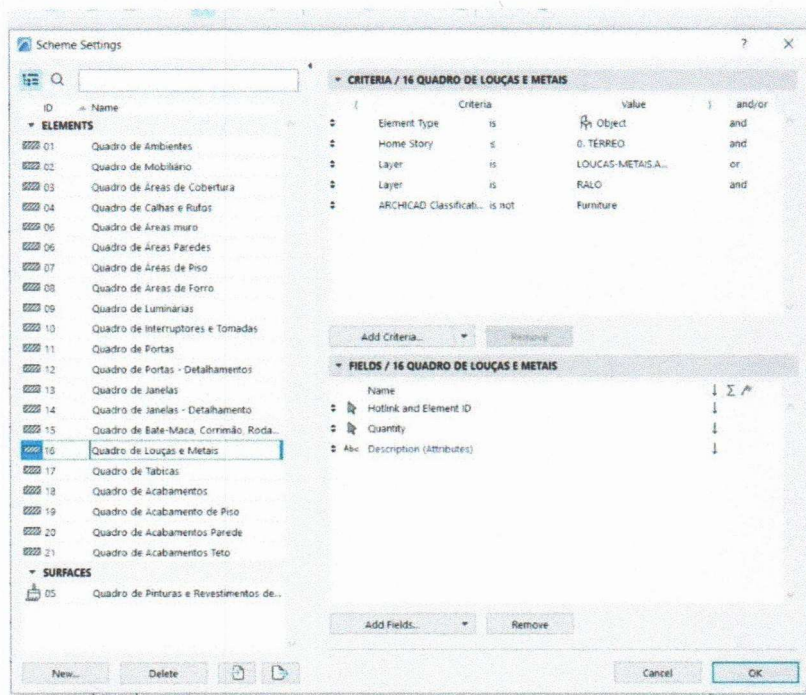 Scheme Settings
? X
CRITERIA / 16 QUADRO DE LOUÇAS E METAIS
ID Name
( Criteria Value ) and/or
ELEMENTS
Element Type is Object and
Home Story ≤ 0. TÉRREO and
Layer is LOUCAS-METAIS.A... or
Layer is RALO and
ARCHICAD Classificati... is not Furniture
01 Quadro de Ambientes
02 Quadro de Mobiliário
03 Quadro de Áreas de Cobertura
04 Quadro de Calhas e Rufos
06 Quadro de Áreas muro
06 Quadro de Áreas Paredes
07 Quadro de Áreas de Piso
08 Quadro de Áreas de Forro
09 Quadro de Luminárias
10 Quadro de Interruptores e Tomadas
11 Quadro de Portas
12 Quadro de Portas - Detalhamentos
13 Quadro de Janelas
14 Quadro de Janelas - Detalhamento
15 Quadro de Bate-Maca, Corrimão, Roda...
16 Quadro de Louças e Metais
17 Quadro de Tabicas
18 Quadro de Acabamentos
19 Quadro de Acabamento de Piso
20 Quadro de Acabamentos Parede
21 Quadro de Acabamentos Teto
SURFACES
05 Quadro de Pinturas e Revestimentos de...
Add Criteria... Remove
FIELDS / 16 QUADRO DE LOUÇAS E METAIS
Name
Hotlink and Element ID
Quantity
Abc Description (Attributes)
Add Fields... Remove
New... Delete
Cancel OK